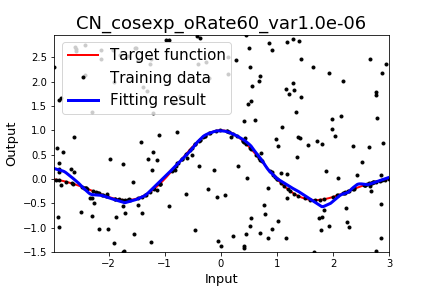 CN_cosexp_oRate60_var1.0e-06
Target function
Training data
Fitting result
Output
2.5
2.0
1.5
1.0
0.5
0.0
−0.5
−1.0
−1.5
−2
−1
0
1
2
3
Input